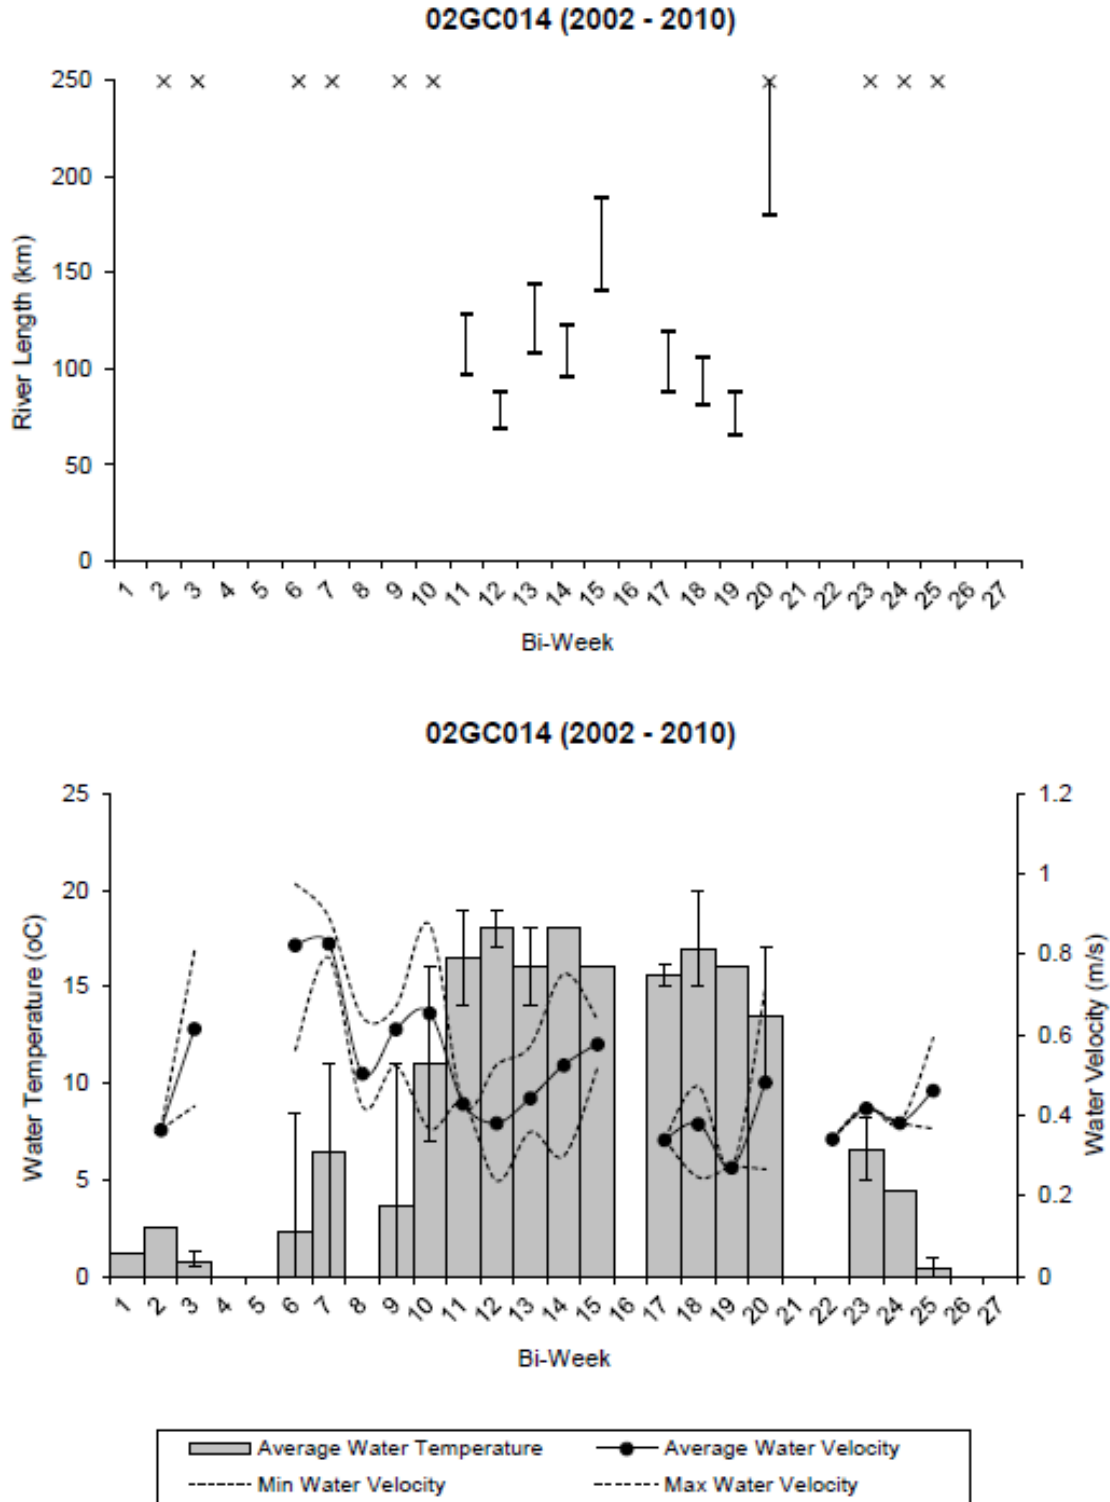 02GC014 (2002 - 2010)
250
200
150
100
50
0
River Length (km)
1 2 3 4 5 6 7 8 9 10 11 12 13 14 15 16 17 18 19 20 21 22 23 24 25 26 27
Bi-Week
02GC014 (2002 - 2010)
25
20
15
10
5
0
Water Temperature (oC)
1.2
1
0.8
0.6
0.4
0.2
0
Water Velocity (m/s)
1 2 3 4 5 6 7 8 9 10 11 12 13 14 15 16 17 18 19 20 21 22 23 24 25 26 27
Bi-Week
Average Water Temperature
Average Water Velocity
Min Water Velocity
Max Water Velocity